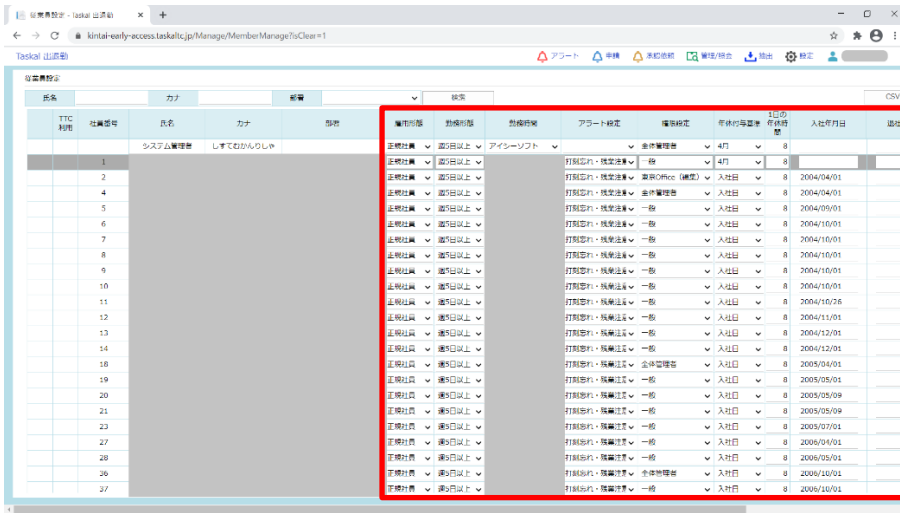 従業員設定 - Taskal 出退勤
kintai-early-access.taskaltc.jp/Manage/MemberManage?isClear=1
Taskal 出退勤 アラート 申請 承認依頼 管理/照会 抽出 設定
従業員設定
氏名 カナ 部署 検索 CSV
TTC利用 社員番号 氏名 カナ 部署 雇用形態 勤務形態 勤務時間 アラート設定 権限設定 年休付与基準 1日の年休時間 入社年月日 退社
システム管理者 しすてむかんりしゃ 正規社員 週5日以上 アイシーソフト 全体管理者 4月 8
1 正規社員 週5日以上 打刻忘れ・残業注意 一般 4月 8
2 正規社員 週5日以上 打刻忘れ・残業注意 東京Office（編集） 入社日 8 2004/04/01
4 正規社員 週5日以上 打刻忘れ・残業注意 全体管理者 入社日 8 2004/04/01
5 正規社員 週5日以上 打刻忘れ・残業注意 一般 入社日 8 2004/09/01
6 正規社員 週5日以上 打刻忘れ・残業注意 一般 入社日 8 2004/10/01
7 正規社員 週5日以上 打刻忘れ・残業注意 一般 入社日 8 2004/10/01
8 正規社員 週5日以上 打刻忘れ・残業注意 一般 入社日 8 2004/10/01
9 正規社員 週5日以上 打刻忘れ・残業注意 一般 入社日 8 2004/10/01
10 正規社員 週5日以上 打刻忘れ・残業注意 一般 入社日 8 2004/10/01
11 正規社員 週5日以上 打刻忘れ・残業注意 一般 入社日 8 2004/10/26
12 正規社員 週5日以上 打刻忘れ・残業注意 一般 入社日 8 2004/11/01
13 正規社員 週5日以上 打刻忘れ・残業注意 一般 入社日 8 2004/12/01
14 正規社員 週5日以上 打刻忘れ・残業注意 一般 入社日 8 2004/12/01
18 正規社員 週5日以上 打刻忘れ・残業注意 全体管理者 入社日 8 2005/04/01
19 正規社員 週5日以上 打刻忘れ・残業注意 一般 入社日 8 2005/05/01
20 正規社員 週5日以上 打刻忘れ・残業注意 一般 入社日 8 2005/05/09
21 正規社員 週5日以上 打刻忘れ・残業注意 一般 入社日 8 2005/05/09
23 正規社員 週5日以上 打刻忘れ・残業注意 一般 入社日 8 2005/07/01
27 正規社員 週5日以上 打刻忘れ・残業注意 一般 入社日 8 2006/04/01
28 正規社員 週5日以上 打刻忘れ・残業注意 一般 入社日 8 2006/05/01
36 正規社員 週5日以上 打刻忘れ・残業注意 全体管理者 入社日 8 2006/10/01
37 正規社員 週5日以上 打刻忘れ・残業注意 一般 入社日 8 2006/10/01